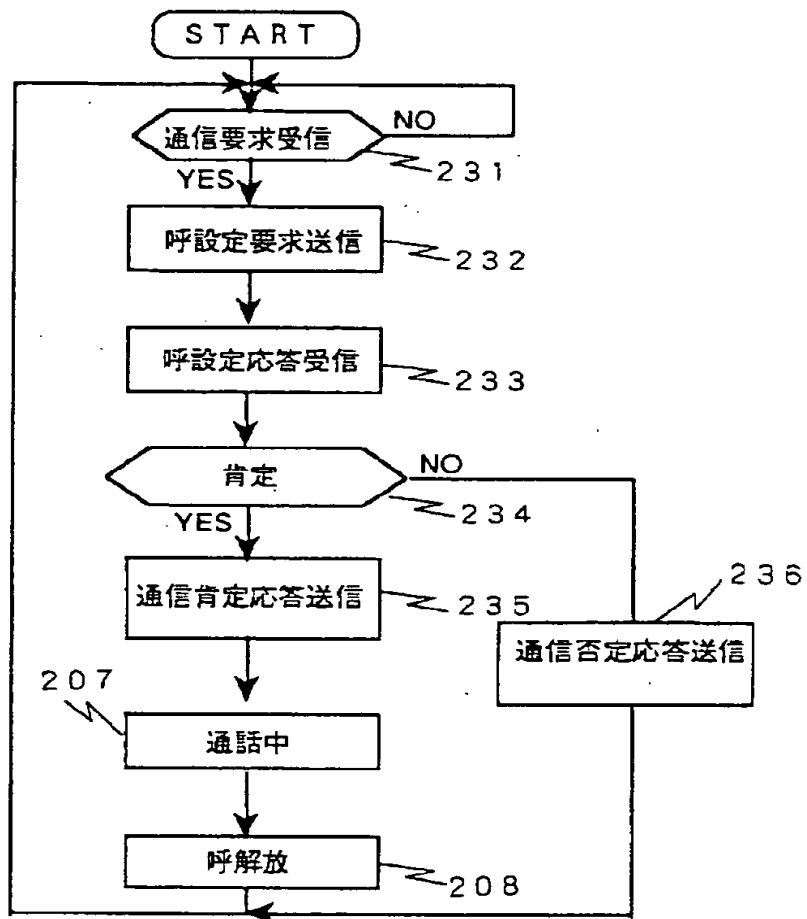 START
通信要求受信
NO
231
YES
呼設定要求送信
232
呼設定応答受信
233
肯定
NO
234
YES
通信肯定応答送信
235
236
通信否定応答送信
207
通話中
呼解放
208